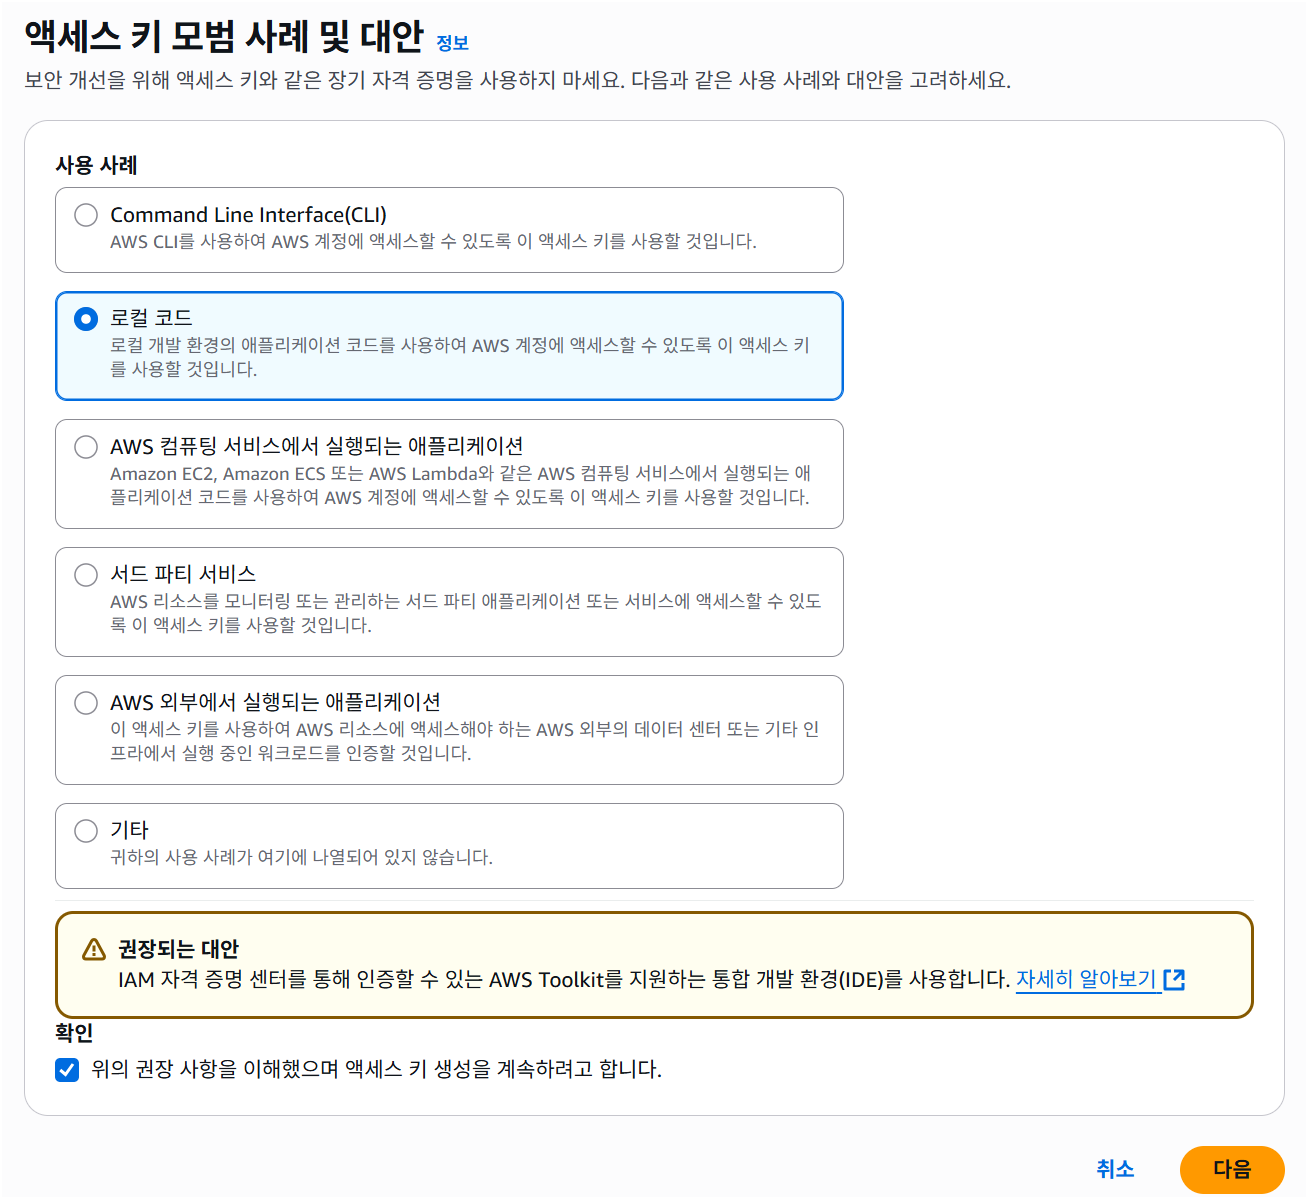 액세스 키 모범 사례 및 대안 정보
보안 개선을 위해 액세스 키와 같은 장기 자격 증명을 사용하지 마세요. 다음과 같은 사용 사례와 대안을 고려하세요.
사용 사례
Command Line Interface(CLI)
AWS CLI를 사용하여 AWS 계정에 액세스할 수 있도록 이 액세스 키를 사용할 것입니다.
로컬 코드
로컬 개발 환경의 애플리케이션 코드를 사용하여 AWS 계정에 액세스할 수 있도록 이 액세스 키
를 사용할 것입니다.
AWS 컴퓨팅 서비스에서 실행되는 애플리케이션
Amazon EC2, Amazon ECS 또는 AWS Lambda와 같은 AWS 컴퓨팅 서비스에서 실행되는 애
플리케이션 코드를 사용하여 AWS 계정에 액세스할 수 있도록 이 액세스 키를 사용할 것입니다.
서드 파티 서비스
AWS 리소스를 모니터링 또는 관리하는 서드 파티 애플리케이션 또는 서비스에 액세스할 수 있도
록 이 액세스 키를 사용할 것입니다.
AWS 외부에서 실행되는 애플리케이션
이 액세스 키를 사용하여 AWS 리소스에 액세스해야 하는 AWS 외부의 데이터 센터 또는 기타 인
프라에서 실행 중인 워크로드를 인증할 것입니다.
기타
귀하의 사용 사례가 여기에 나열되어 있지 않습니다.
권장되는 대안
IAM 자격 증명 센터를 통해 인증할 수 있는 AWS Toolkit를 지원하는 통합 개발 환경(IDE)를 사용합니다. 자세히 알아보기
확인
위의 권장 사항을 이해했으며 액세스 키 생성을 계속하려고 합니다.
취소 다음